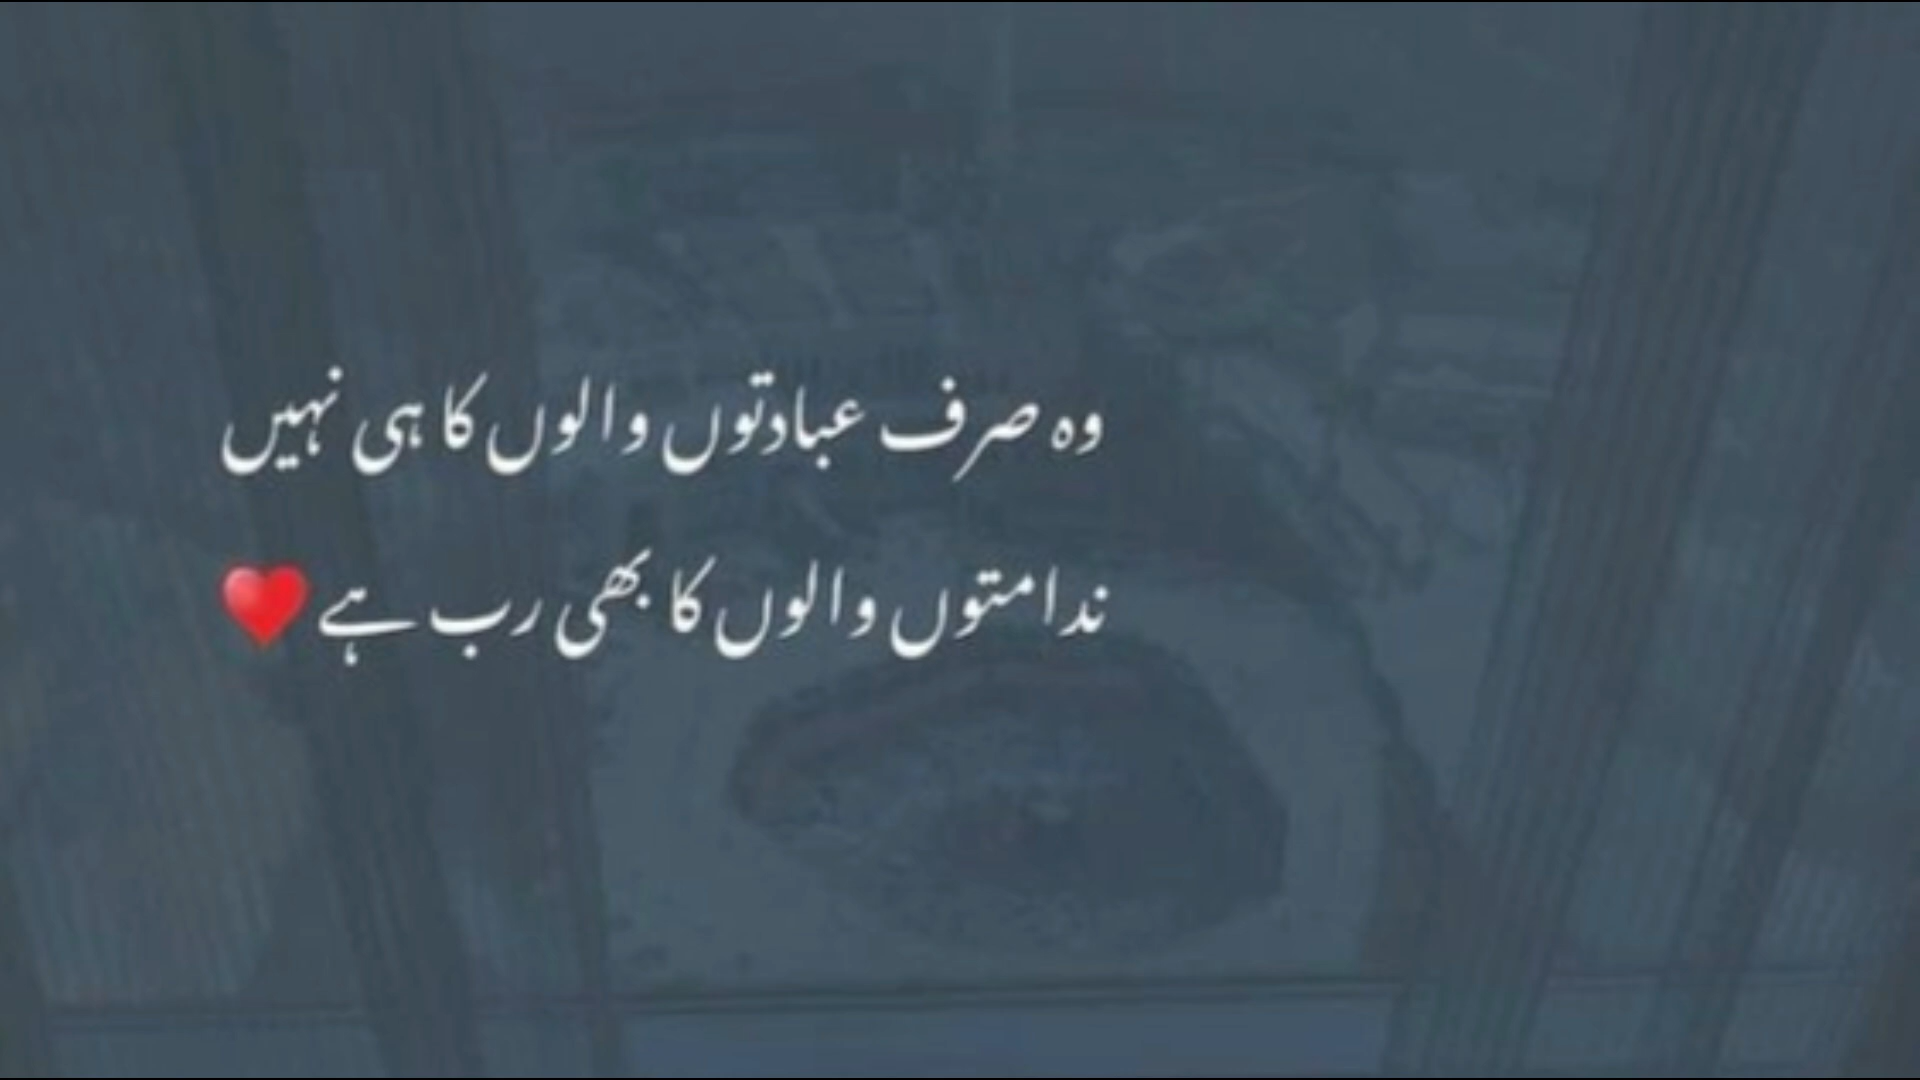 وہ صرف عبادتوں والوں کا ہی نہیں
ندامتوں والوں کا بھی رب ہے❤️